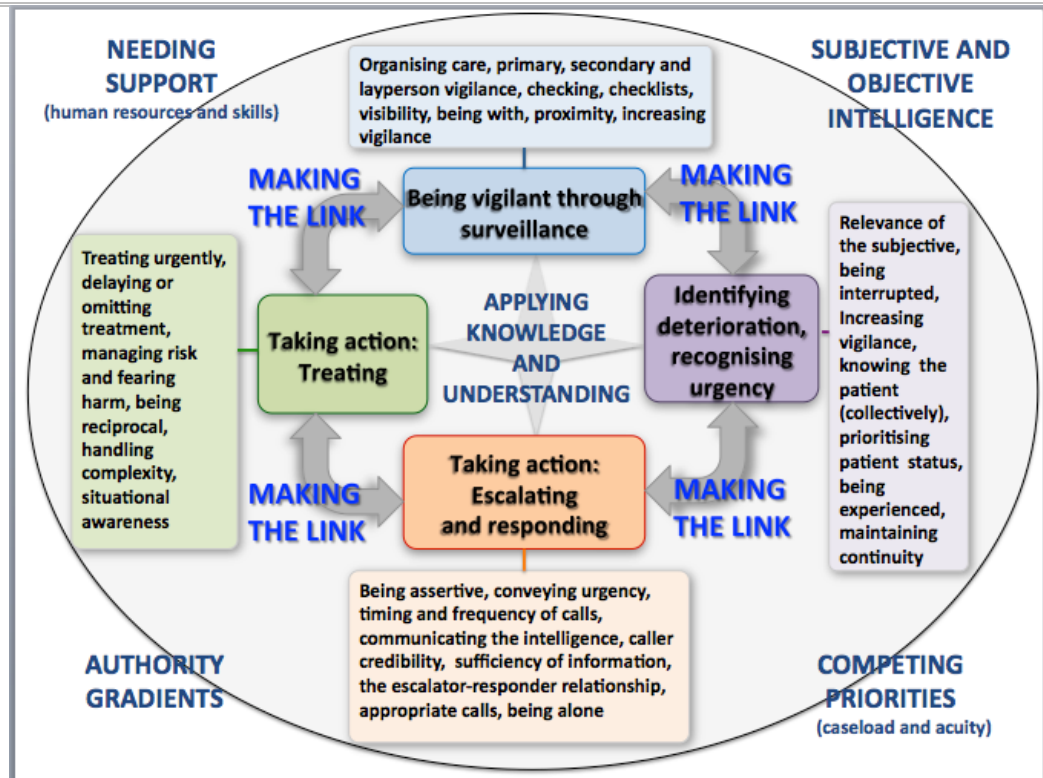 NEEDING
SUPPORT
(human resources and skills)
Organising care, primary, secondary and
layperson vigilance, checking, checklists,
visibility, being with, proximity, increasing
vigilance
SUBJECTIVE AND
OBJECTIVE
INTELLIGENCE
MAKING
THE LINK
Being vigilant through
surveillance
MAKING
THE LINK
Treating urgently,
delaying or
omitting
treatment,
managing risk
and fearing
harm, being
reciprocal,
handling
complexity,
situational
awareness
Taking action:
Treating
APPLYING
KNOWLEDGE
AND
UNDERSTANDING
Identifying
deterioration,
recognising
urgency
Relevance of
the subjective,
being
interrupted,
Increasing
vigilance,
knowing the
patient
(collectively),
prioritising
patient status,
being
experienced,
maintaining
continuity
MAKING
THE LINK
Taking action:
Escalating
and responding
MAKING
THE LINK
Being assertive, conveying urgency,
timing and frequency of calls,
communicating the intelligence, caller
credibility, sufficiency of information,
the escalator-responder relationship,
appropriate calls, being alone
AUTHORITY
GRADIENTS
COMPETING
PRIORITIES
(caseload and acuity)